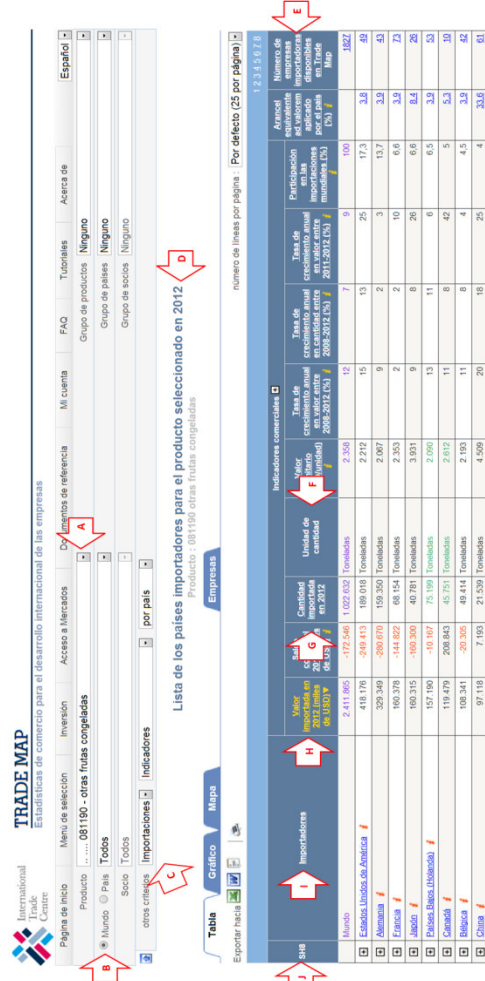 International
Trade
Centre
TRADE MAP
Estadísticas de comercio para el desarrollo internacional de las empresas
Página de inicio Menú de selección Inversión Acceso a Mercados Documentos de referencia Mi cuenta FAQ Tutoriales Acerca de Español
Producto .. .... 081190 - otras frutas congeladas A Grupo de productos Ninguno
B Mundo País Todos Grupo de países Ninguno
Socio Todos Grupo de socios Ninguno
otros criterios Importaciones Indicadores por país
C
Lista de los países importadores para el producto seleccionado en 2012 D
Producto : 081190 otras frutas congeladas
Tabla Gráfico Mapa Empresas
Exportar hacia número de líneas por página : Por defecto (25 por página)
1 2 3 4 5 6 7 8
SH8 Importadores Indicadores comerciales
Valor importada en 2012 (miles de USD)▼
Cantidad importada en 2012
Unidad de cantidad
Valor
Tasa de crecimiento anual en valor entre 2008-2012 (%)
Tasa de crecimiento anual en cantidad entre 2008-2012 (%)
Tasa de crecimiento anual en valor entre 2011-2012 (%)
Participación en las importaciones mundiales (%)
Arancel equivalente ad valorem aplicado por el país (%)
Número de empresas importadoras disponibles en Trade Map
J I H G F E
Mundo 2.411.865 -172.546 1.022.632 Toneladas 2.358 12 7 9 100 1827
Estados Unidos de América 418.176 -249.413 189.018 Toneladas 2.212 15 13 25 17,3 3,8 49
Alemania 329.349 -280.670 159.350 Toneladas 2.067 9 2 3 13,7 3,9 43
Francia 160.378 -144.822 68.154 Toneladas 2.353 2 2 10 6,6 3,9 73
Japón 160.315 -160.300 40.781 Toneladas 3.931 9 8 26 6,6 8,4 26
Países Bajos (Holanda) 157.190 -10.167 75.199 Toneladas 2.090 13 11 6 6,5 3,9 53
Canadá 119.479 208.843 45.751 Toneladas 2.612 11 8 42 5 5,3 10
Bélgica 108.341 -20.305 49.414 Toneladas 2.193 11 8 4 4,5 3,9 42
China 97.118 7.193 21.539 Toneladas 4.509 20 18 25 4 33,6 61